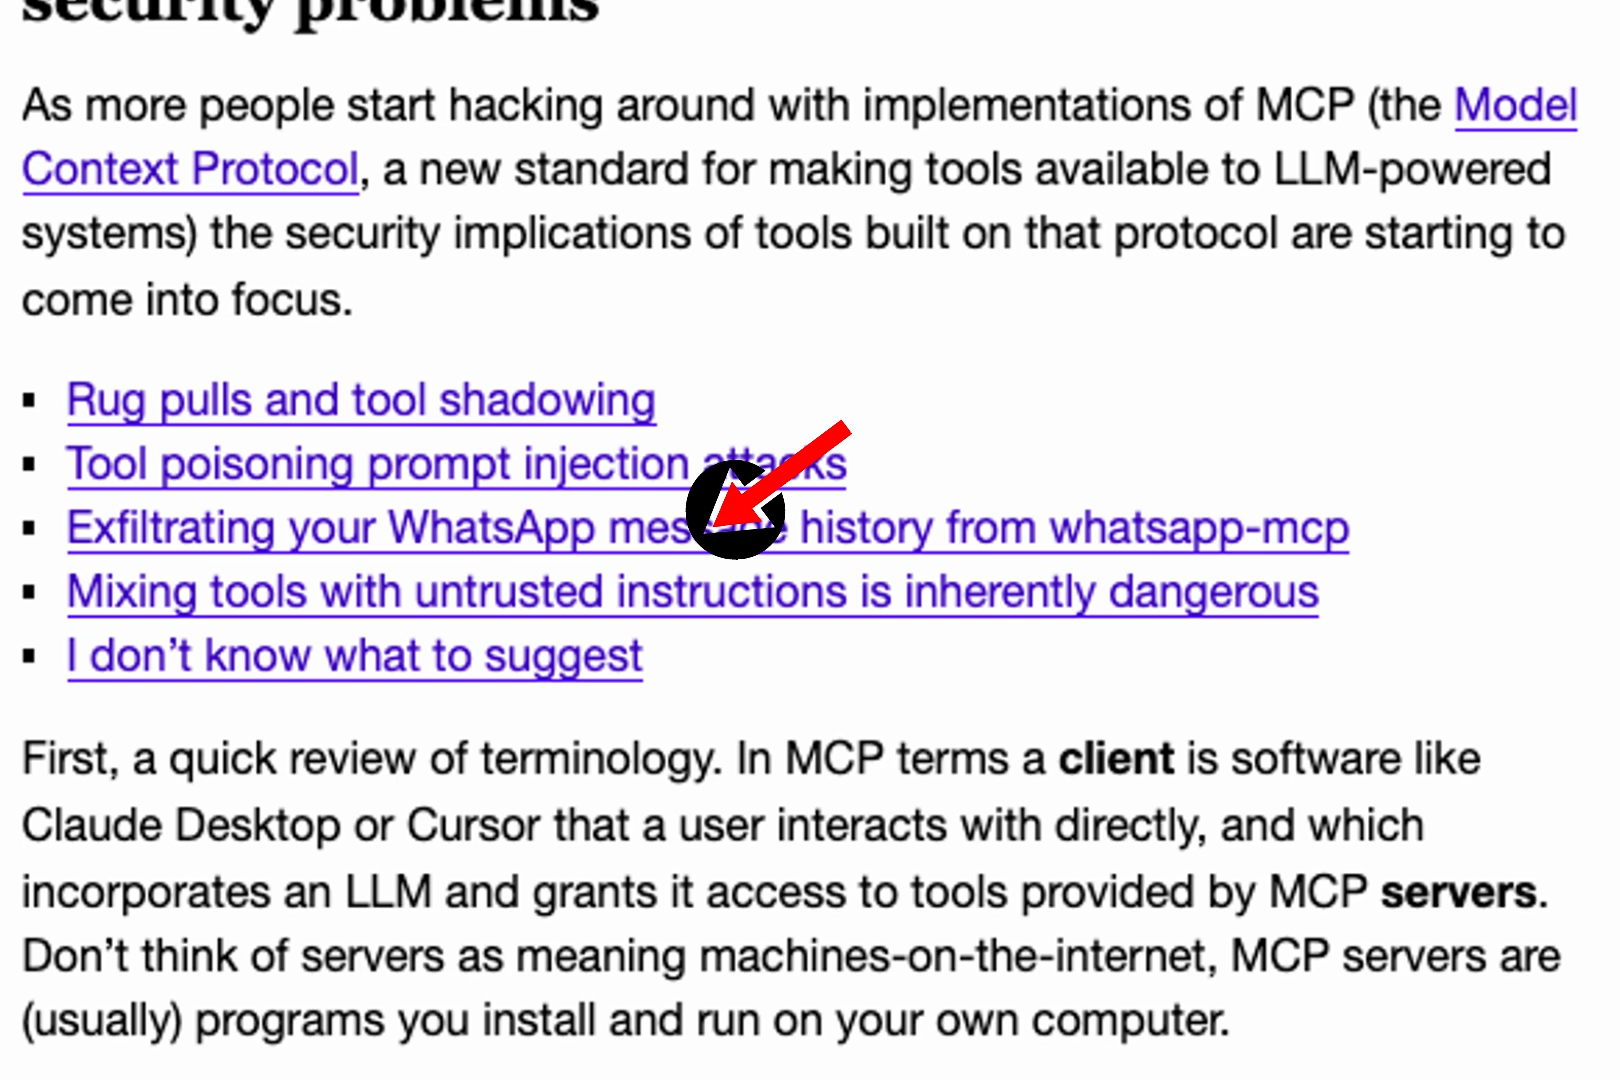 security problems
As more people start hacking around with implementations of MCP (the Model
Context Protocol, a new standard for making tools available to LLM-powered
systems) the security implications of tools built on that protocol are starting to
come into focus.
▪ Rug pulls and tool shadowing
▪ Tool poisoning prompt injection attacks
▪ Exfiltrating your WhatsApp message history from whatsapp-mcp
▪ Mixing tools with untrusted instructions is inherently dangerous
▪ I don’t know what to suggest
First, a quick review of terminology. In MCP terms a client is software like
Claude Desktop or Cursor that a user interacts with directly, and which
incorporates an LLM and grants it access to tools provided by MCP servers.
Don’t think of servers as meaning machines-on-the-internet, MCP servers are
(usually) programs you install and run on your own computer.